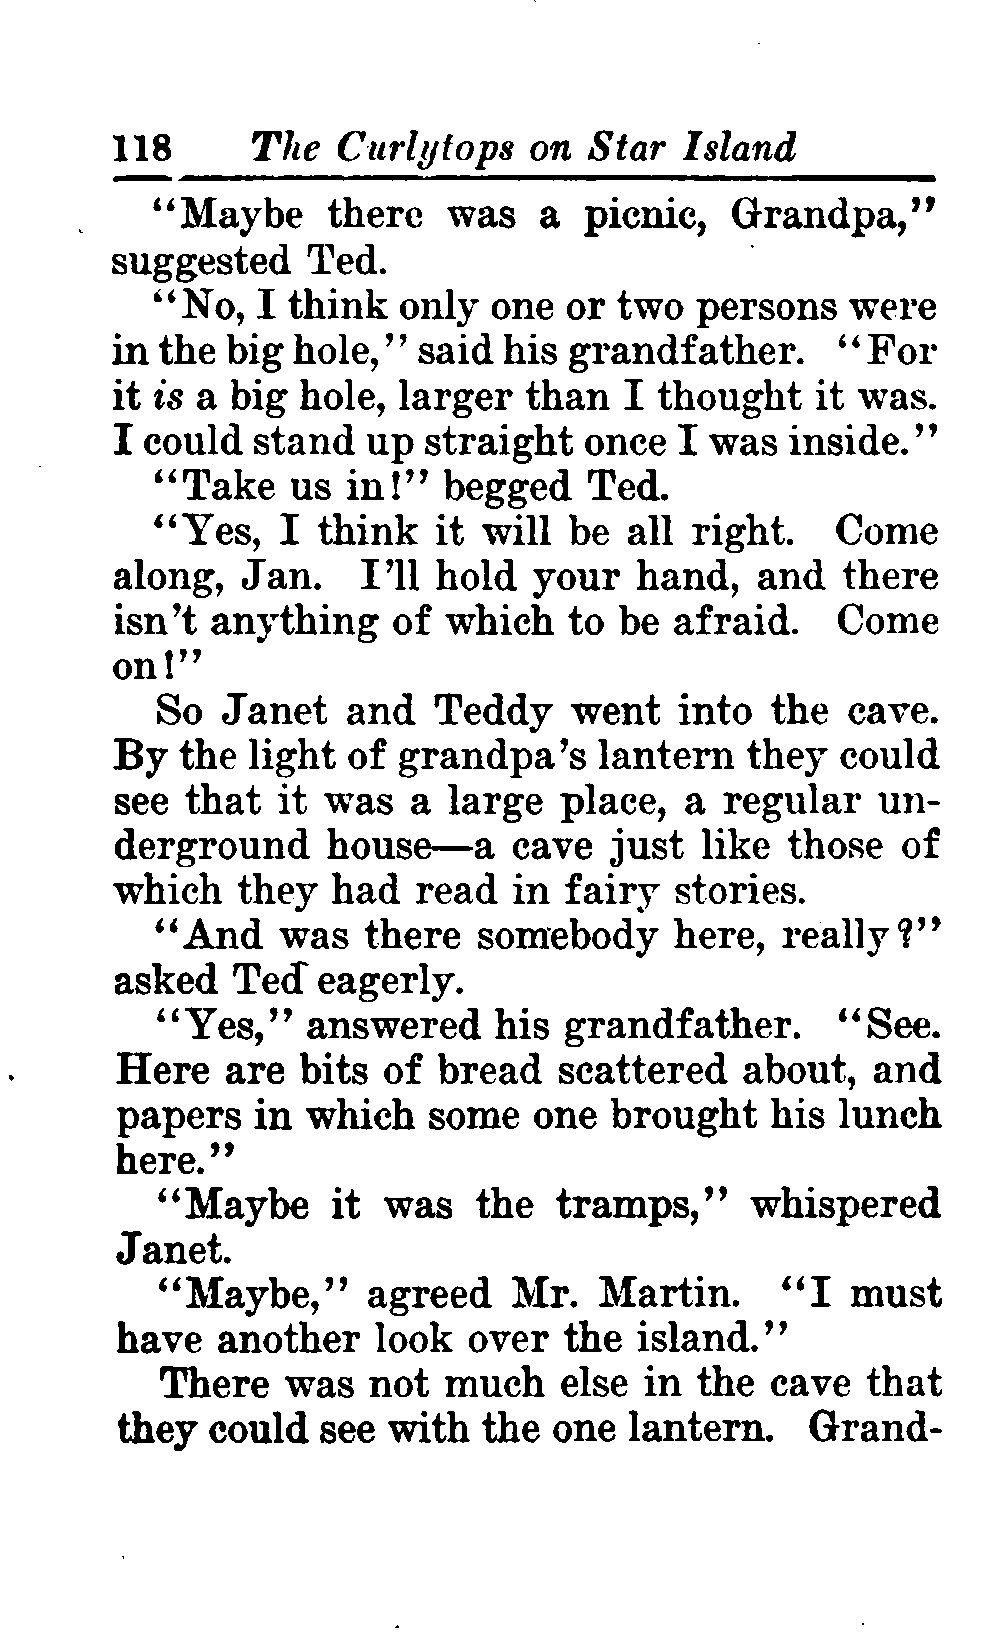 118 The Curlytops on Star Island
“Maybe there was a picnic, Grandpa,”
suggested Ted.
“No, I think only one or two persons were
in the big hole,” said his grandfather. “For
it is a big hole, larger than I thought it was.
I could stand up straight once I was inside.”
“Take us in!” begged Ted.
“Yes, I think it will be all right. Come
along, Jan. I’ll hold your hand, and there
isn’t anything of which to be afraid. Come
on!”
So Janet and Teddy went into the cave.
By the light of grandpa’s lantern they could
see that it was a large place, a regular un-
derground house—a cave just like those of
which they had read in fairy stories.
“And was there somebody here, really?”
asked Ted eagerly.
“Yes,” answered his grandfather. “See.
Here are bits of bread scattered about, and
papers in which some one brought his lunch
here.”
“Maybe it was the tramps,” whispered
Janet.
“Maybe,” agreed Mr. Martin. “I must
have another look over the island.”
There was not much else in the cave that
they could see with the one lantern. Grand-